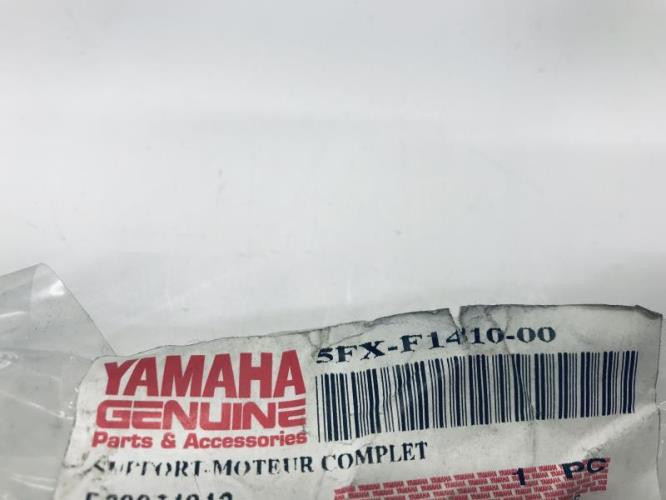 5FX-F1410-00
YAMAHA
GENUINE
Parts & Accessories
SUPPORT-MOTEUR COMPLET
1 PC